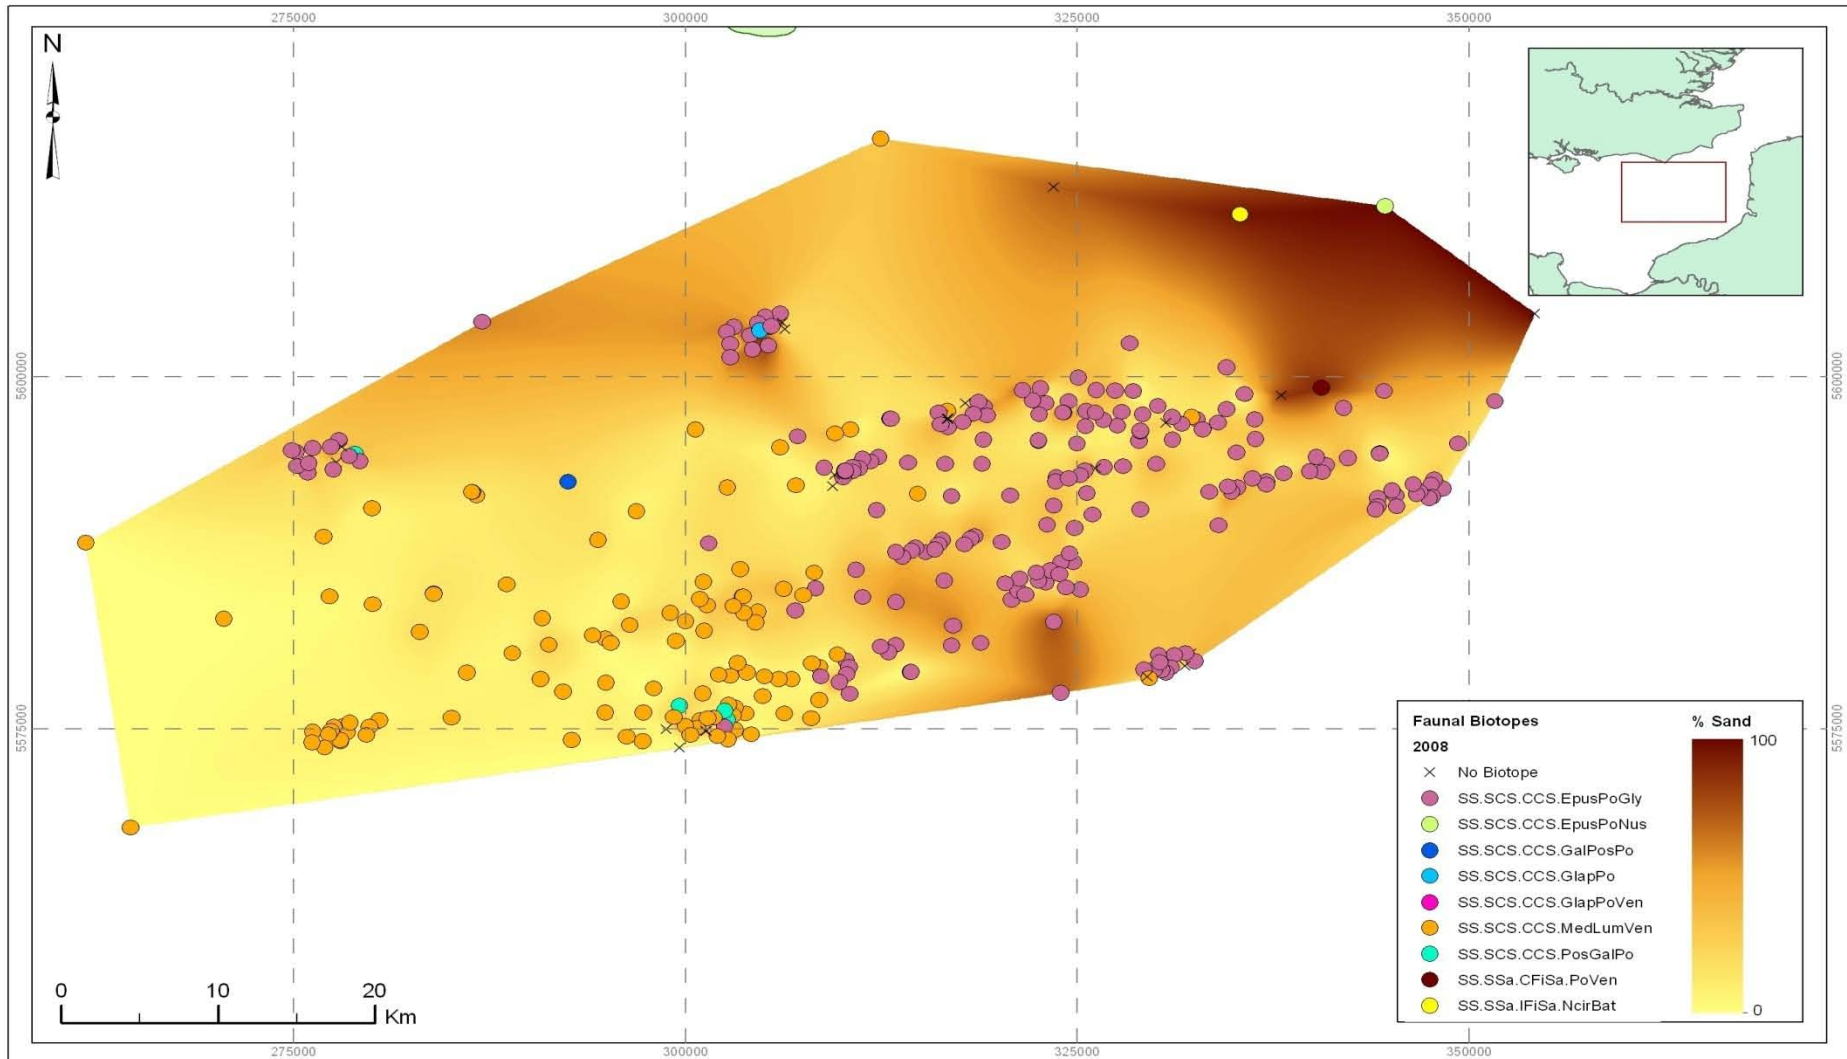 275000 300000 325000 350000
N
5600000 5600000
5575000 5575000
Faunal Biotopes % Sand
2008 100
No Biotope
SS.SCS.CCS.EpusPoGly
SS.SCS.CCS.EpusPoNus
SS.SCS.CCS.GalPosPo
SS.SCS.CCS.GlapPo
SS.SCS.CCS.GlapPoVen
SS.SCS.CCS.MedLumVen
SS.SCS.CCS.PosGalPo
SS.SSa.CFiSa.PoVen
SS.SSa.IFiSa.NcirBat 0
0 10 20
Km
275000 300000 325000 350000